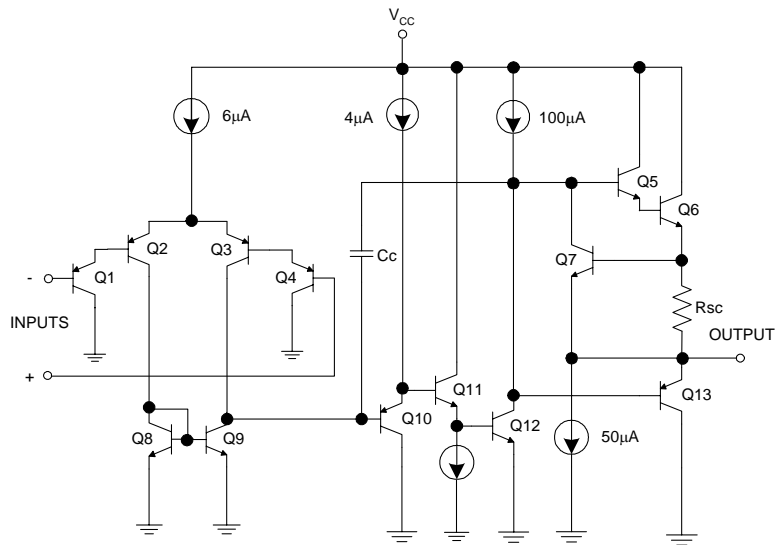 VCC
6μA
4μA
100μA
Q5
Q6
Q2
Q3
Q7
Cc
-
Q1
Q4
Rsc
INPUTS
OUTPUT
+
Q11
Q13
Q10
Q12
Q8
Q9
50μA